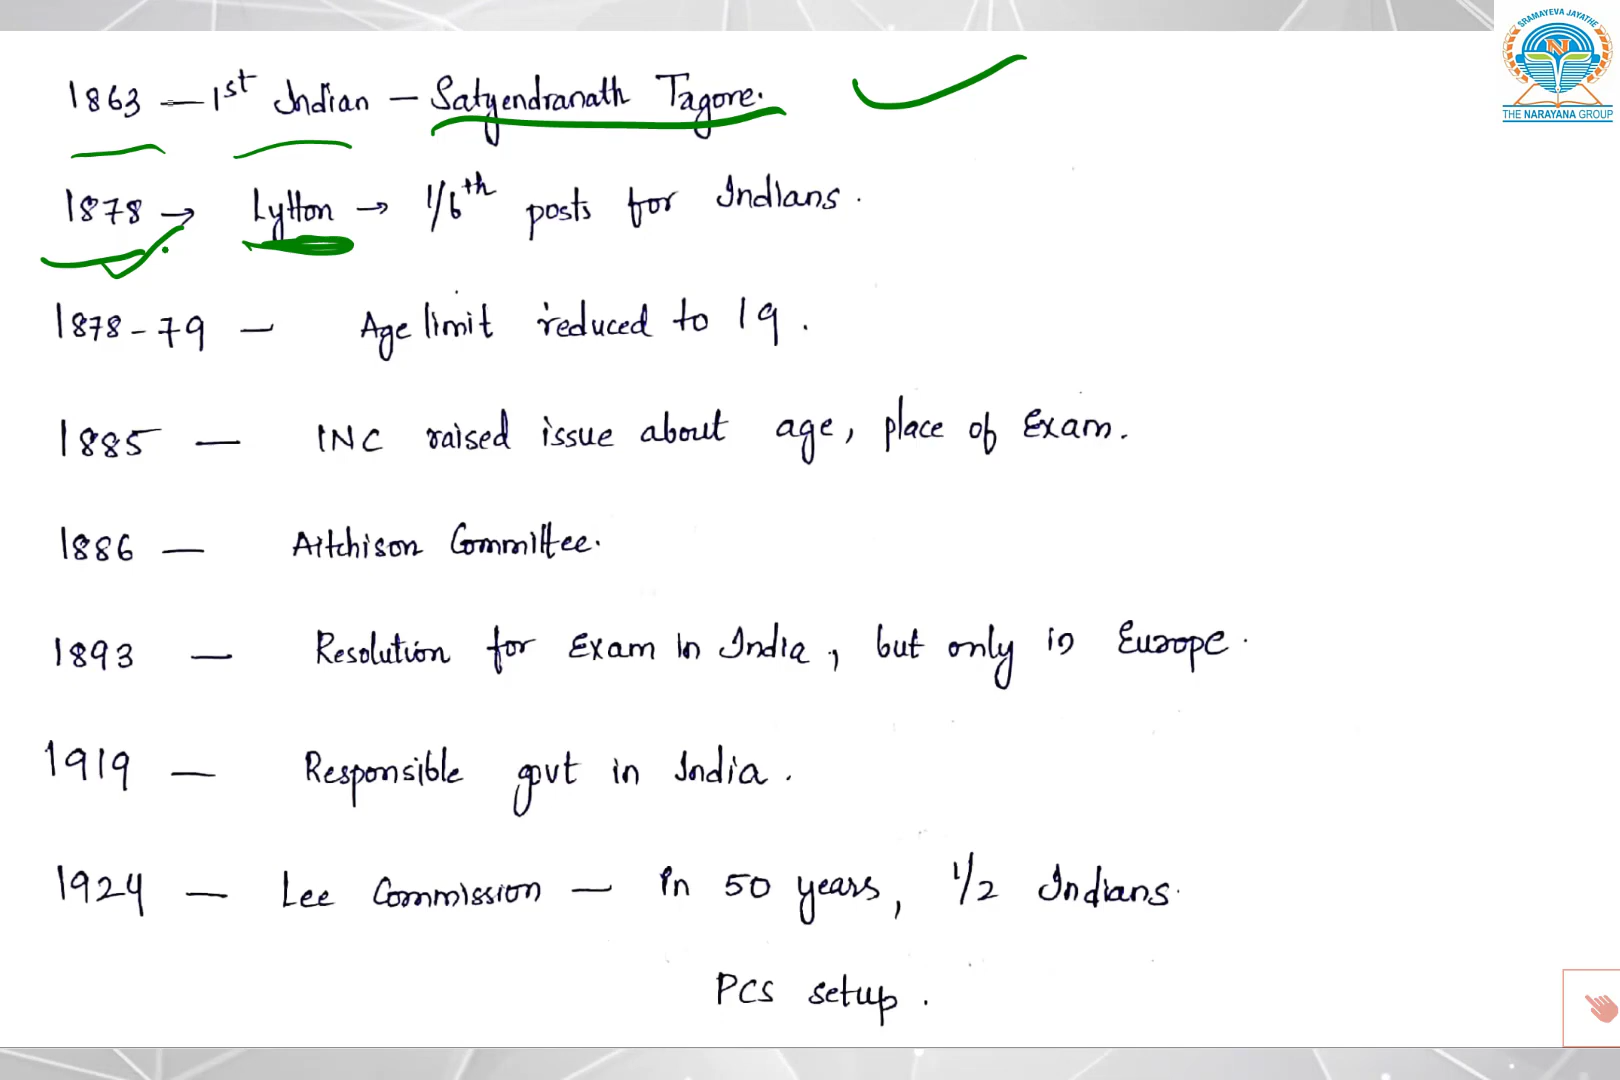 SRAMAYEVA JAYATHE
N
THE NARAYANA GROUP
1863 — 1st Indian — Satyendranath Tagore.
1878 → Lytton → 1/6th posts for Indians.
1878-79 — Age limit reduced to 19.
1885 — INC raised issue about age, place of Exam.
1886 — Aitchison Committee.
1893 — Resolution for Exam in India, but only in Europe.
1919 — Responsible govt in India.
1924 — Lee Commission — in 50 years, 1/2 Indians.
PCS setup.